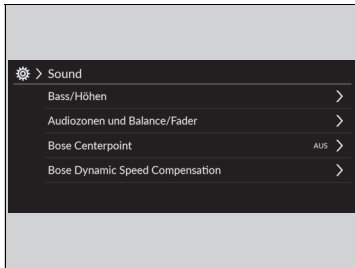 Sound
Bass/Höhen
Audiozonen und Balance/Fader
Bose Centerpoint AUS
Bose Dynamic Speed Compensation